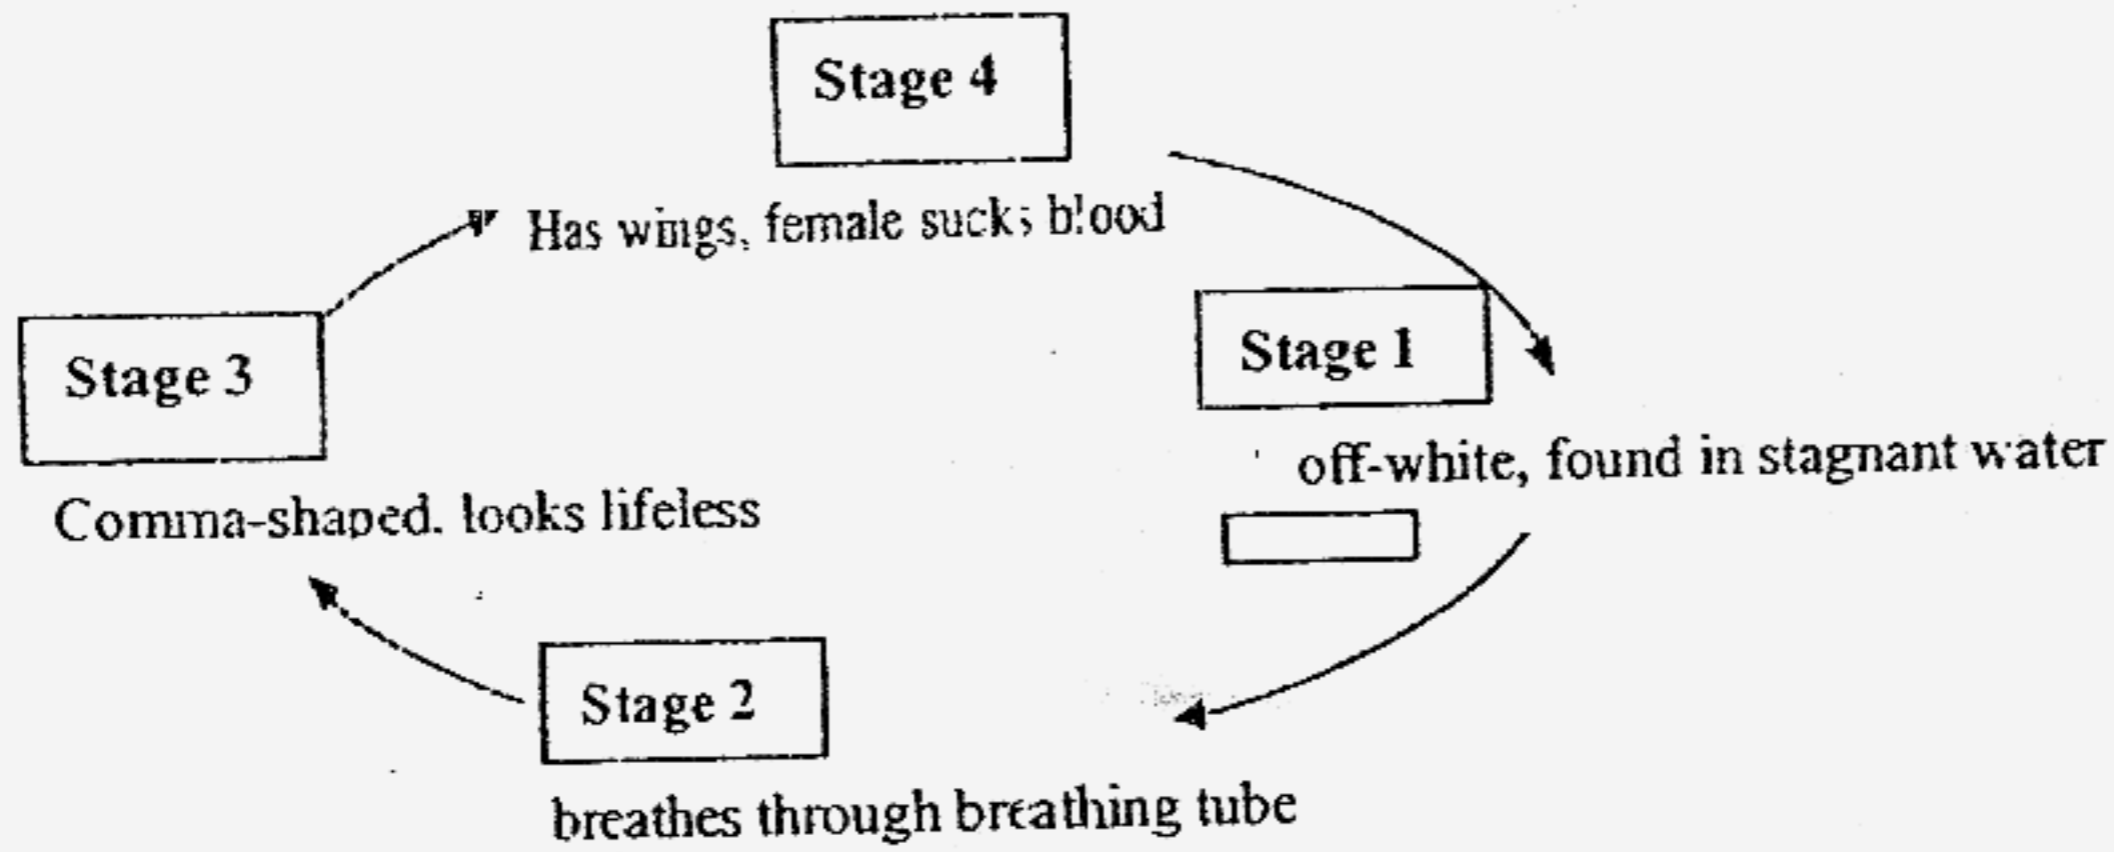 Stage 4
Has wings, female sucks blood
Stage 1
off-white, found in stagnant water
Stage 3
Comma-shaped. looks lifeless
Stage 2
breathes through breathing tube